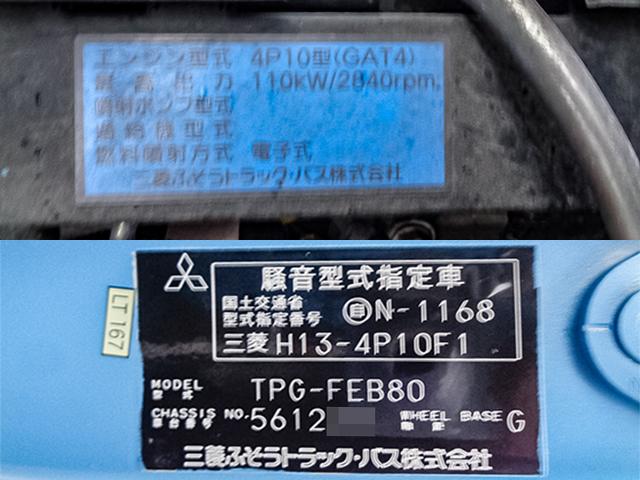 エンジン型式 4P10型(GAT4)
最高出力 110kW/2840rpm
噴射ポンプ型式
過給機型式
燃料噴射方式 電子式
三菱ふそうトラック・バス株式会社
騒音型式指定車
国土交通省
型式指定番号 自N-1168
三菱 H13-4P10F1
LT167
MODEL
型式 TPG-FEB80
CHASSIS NO. 5612 WHEEL BASE G
車台番号
三菱ふそうトラック・バス株式会社